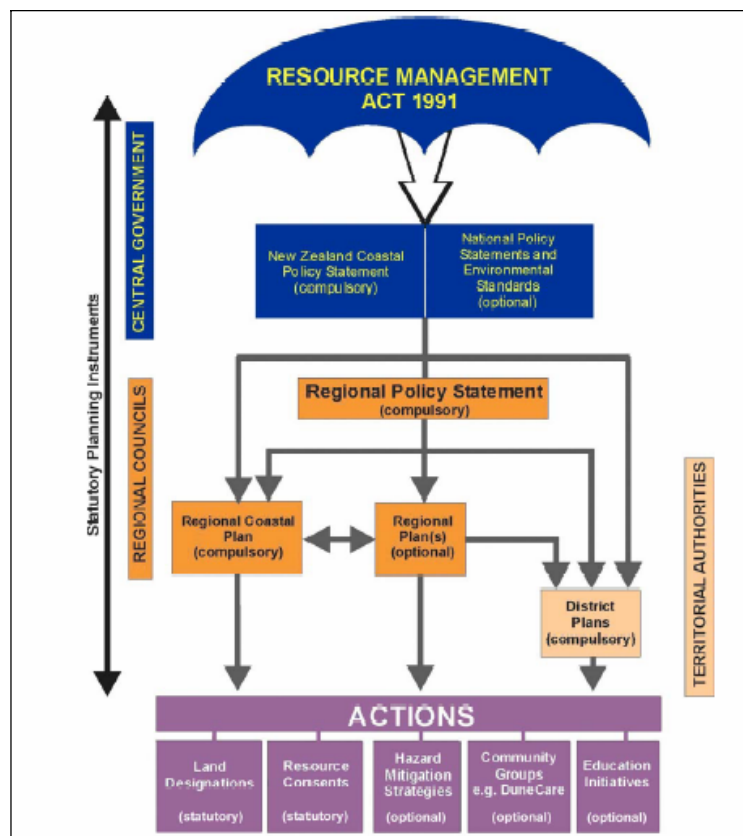 RESOURCE MANAGEMENT
ACT 1991
CENTRAL GOVERNMENT
New Zealand Coastal
Policy Statement
(compulsory)
National Policy
Statements and
Environmental
Standards
(optional)
Statutory Planning Instruments
REGIONAL COUNCILS
Regional Policy Statement
(compulsory)
TERRITORIAL AUTHORITIES
Regional Coastal
Plan
(compulsory)
Regional
Plan(s)
(optional)
District
Plans
(compulsory)
ACTIONS
Land
Designations
(statutory)
Resource
Consents
(statutory)
Hazard
Mitigation
Strategies
(optional)
Community
Groups
e.g. DuneCare
(optional)
Education
Initiatives
(optional)